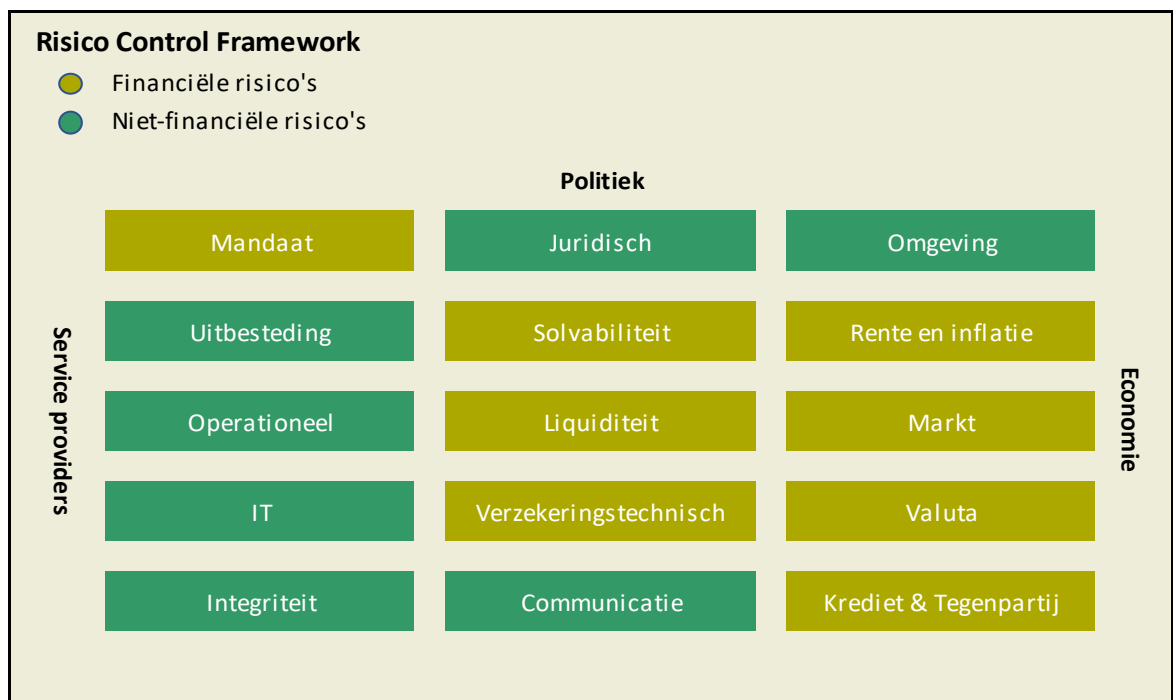 Risico Control Framework
Financiële risico's
Niet-financiële risico's
Politiek
Mandaat
Juridisch
Omgeving
Service providers
Uitbesteding
Solvabiliteit
Rente en inflatie
Economie
Operationeel
Liquiditeit
Markt
IT
Verzekeringstechnisch
Valuta
Integriteit
Communicatie
Krediet & Tegenpartij